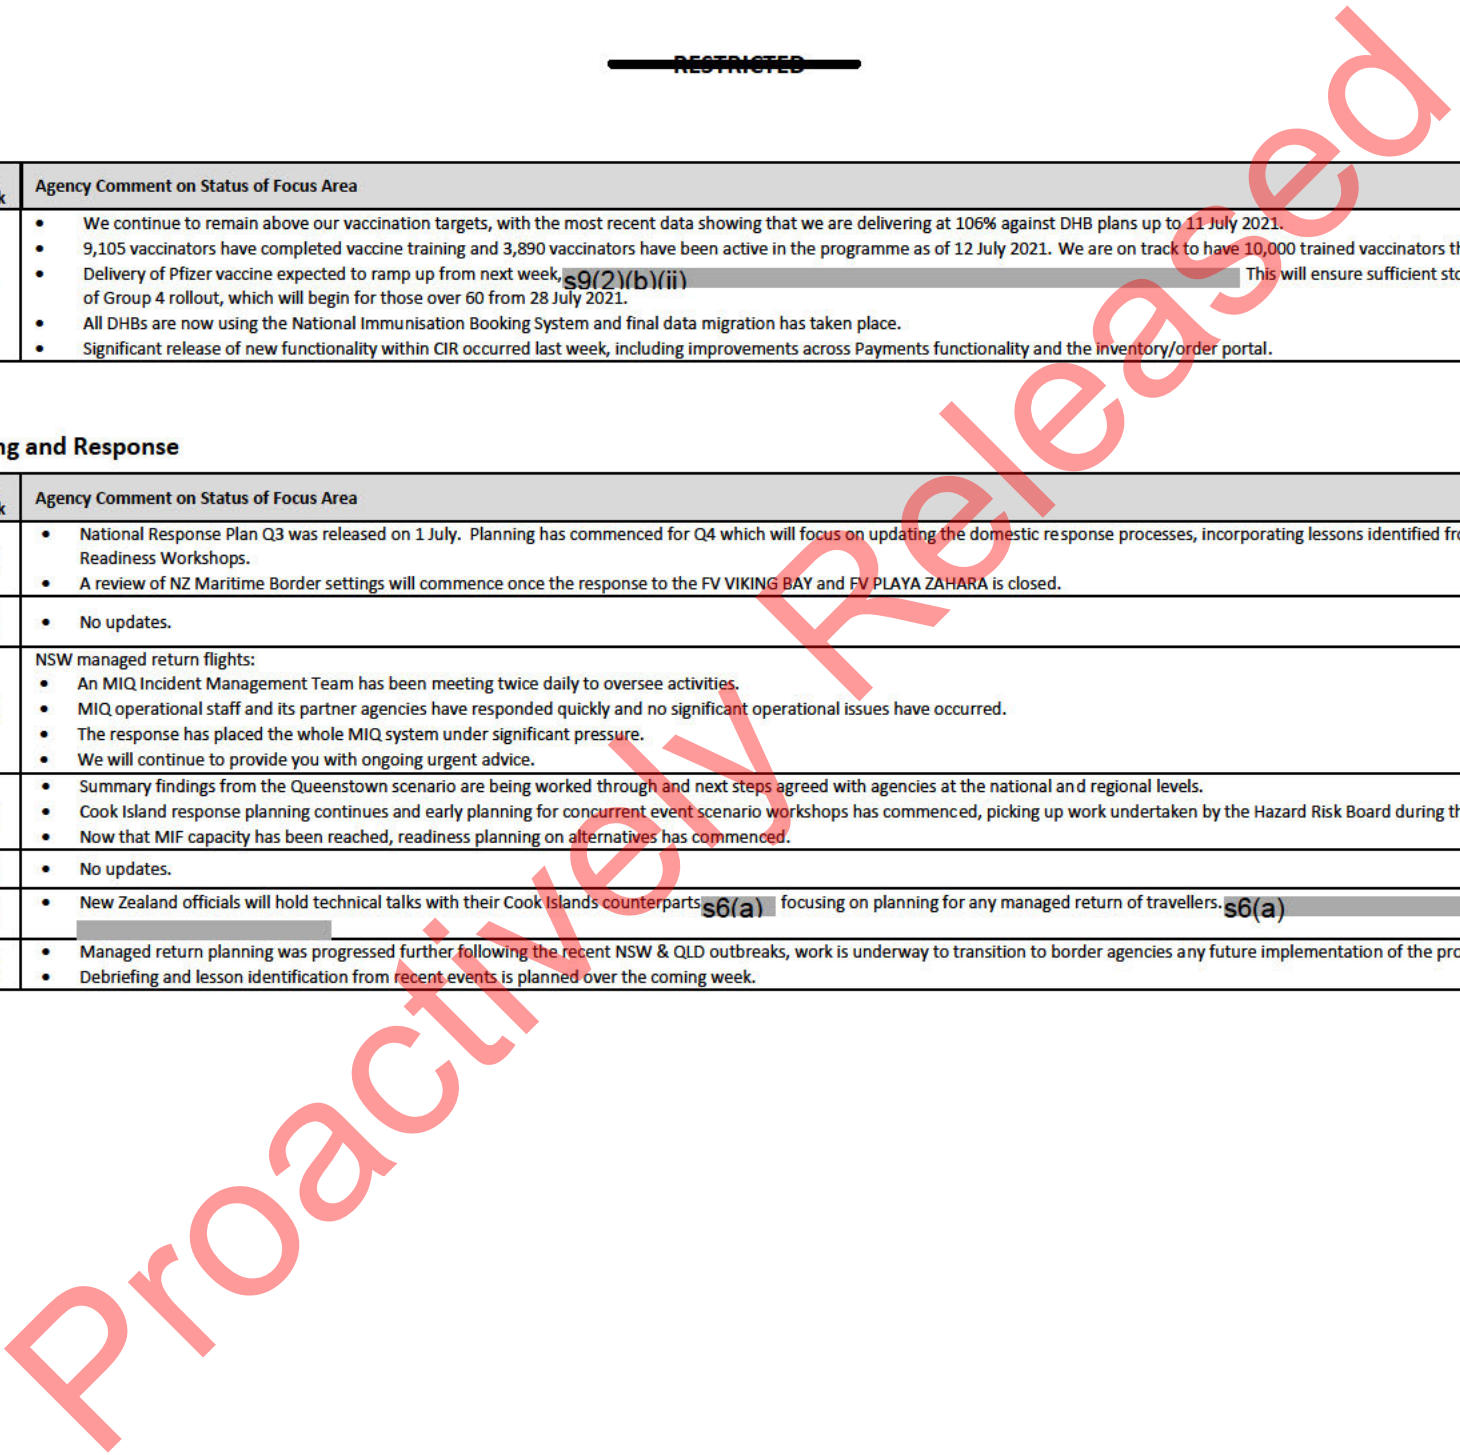 RESTRICTED
k
Agency Comment on Status of Focus Area
• We continue to remain above our vaccination targets, with the most recent data showing that we are delivering at 106% against DHB plans up to 11 July 2021.
• 9,105 vaccinators have completed vaccine training and 3,890 vaccinators have been active in the programme as of 12 July 2021. We are on track to have 10,000 trained vaccinators th
• Delivery of Pfizer vaccine expected to ramp up from next week, s9(2)(b)(ii) This will ensure sufficient sto
of Group 4 rollout, which will begin for those over 60 from 28 July 2021.
• All DHBs are now using the National Immunisation Booking System and final data migration has taken place.
• Significant release of new functionality within CIR occurred last week, including improvements across Payments functionality and the inventory/order portal.
ng and Response
k
Agency Comment on Status of Focus Area
• National Response Plan Q3 was released on 1 July. Planning has commenced for Q4 which will focus on updating the domestic response processes, incorporating lessons identified fro
Readiness Workshops.
• A review of NZ Maritime Border settings will commence once the response to the FV VIKING BAY and FV PLAYA ZAHARA is closed.
• No updates.
NSW managed return flights:
• An MIQ Incident Management Team has been meeting twice daily to oversee activities.
• MIQ operational staff and its partner agencies have responded quickly and no significant operational issues have occurred.
• The response has placed the whole MIQ system under significant pressure.
• We will continue to provide you with ongoing urgent advice.
• Summary findings from the Queenstown scenario are being worked through and next steps agreed with agencies at the national and regional levels.
• Cook Island response planning continues and early planning for concurrent event scenario workshops has commenced, picking up work undertaken by the Hazard Risk Board during th
• Now that MIF capacity has been reached, readiness planning on alternatives has commenced.
• No updates.
• New Zealand officials will hold technical talks with their Cook Islands counterparts s6(a) focusing on planning for any managed return of travellers. s6(a)
• Managed return planning was progressed further following the recent NSW & QLD outbreaks, work is underway to transition to border agencies any future implementation of the pro
• Debriefing and lesson identification from recent events is planned over the coming week.
Proactively Released